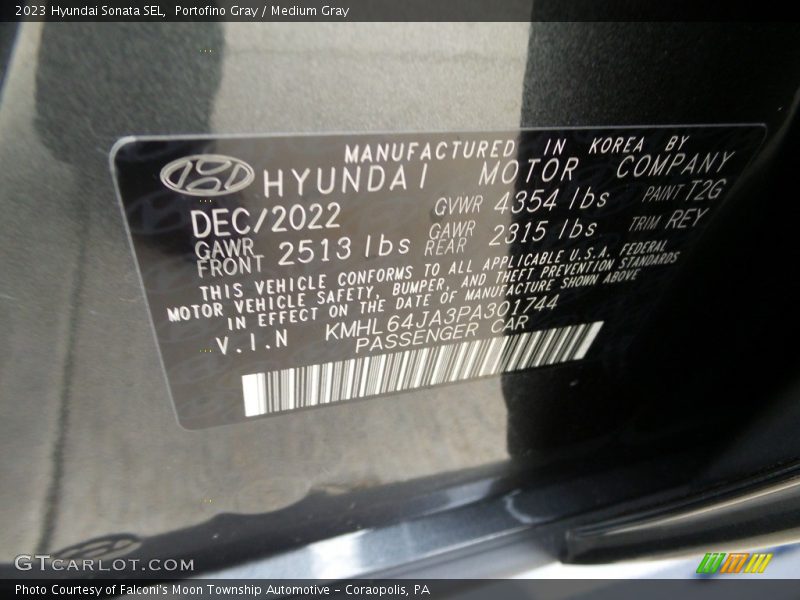 2023 Hyundai Sonata SEL, Portofino Gray / Medium Gray
MANUFACTURED IN KOREA BY
HYUNDAI MOTOR COMPANY
DEC/2022 GVWR 4354 lbs PAINT T2G
GAWR FRONT 2513 lbs GAWR REAR 2315 lbs TRIM REY
THIS VEHICLE CONFORMS TO ALL APPLICABLE U.S.A. FEDERAL
MOTOR VEHICLE SAFETY, BUMPER, AND THEFT PREVENTION STANDARDS
IN EFFECT ON THE DATE OF MANUFACTURE SHOWN ABOVE
V.I.N KMHL64JA3PA301744
PASSENGER CAR
GTCARLOT.COM
Photo Courtesy of Falconi's Moon Township Automotive – Coraopolis, PA